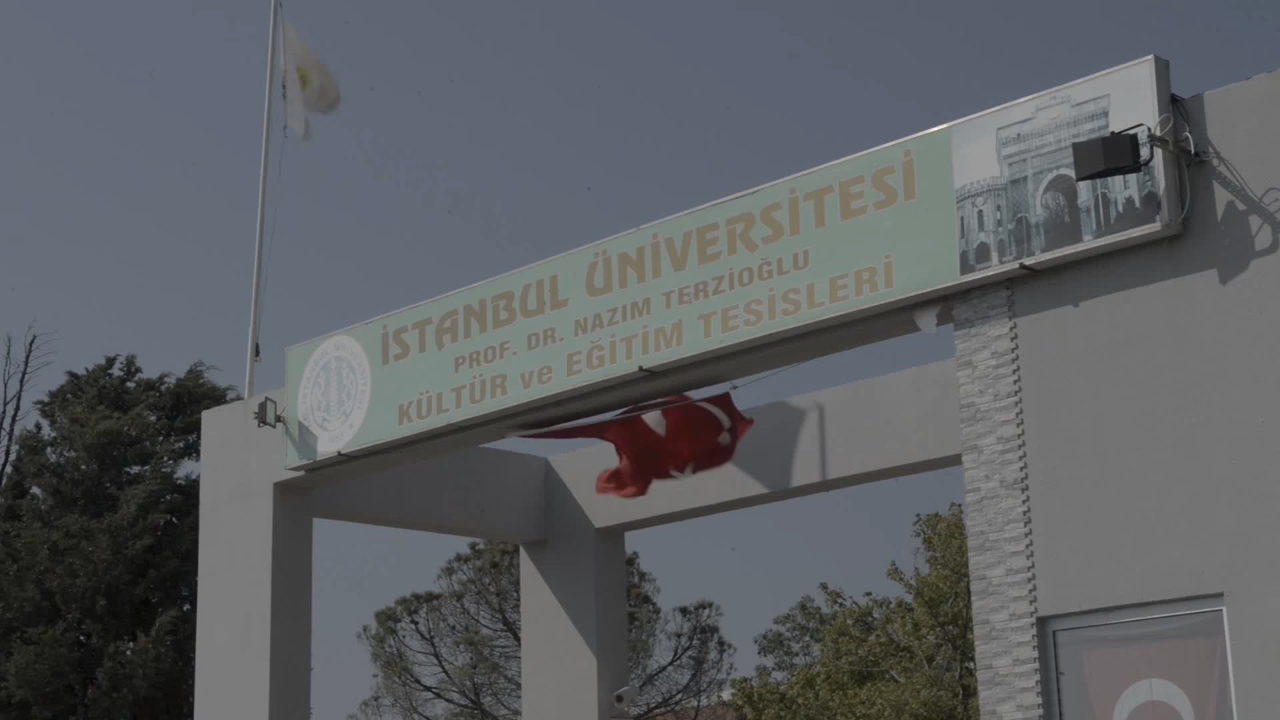 İSTANBUL ÜNİVERSİTESİ
PROF. DR. NAZIM TERZİOĞLU
KÜLTÜR ve EĞİTİM TESİSLERİ